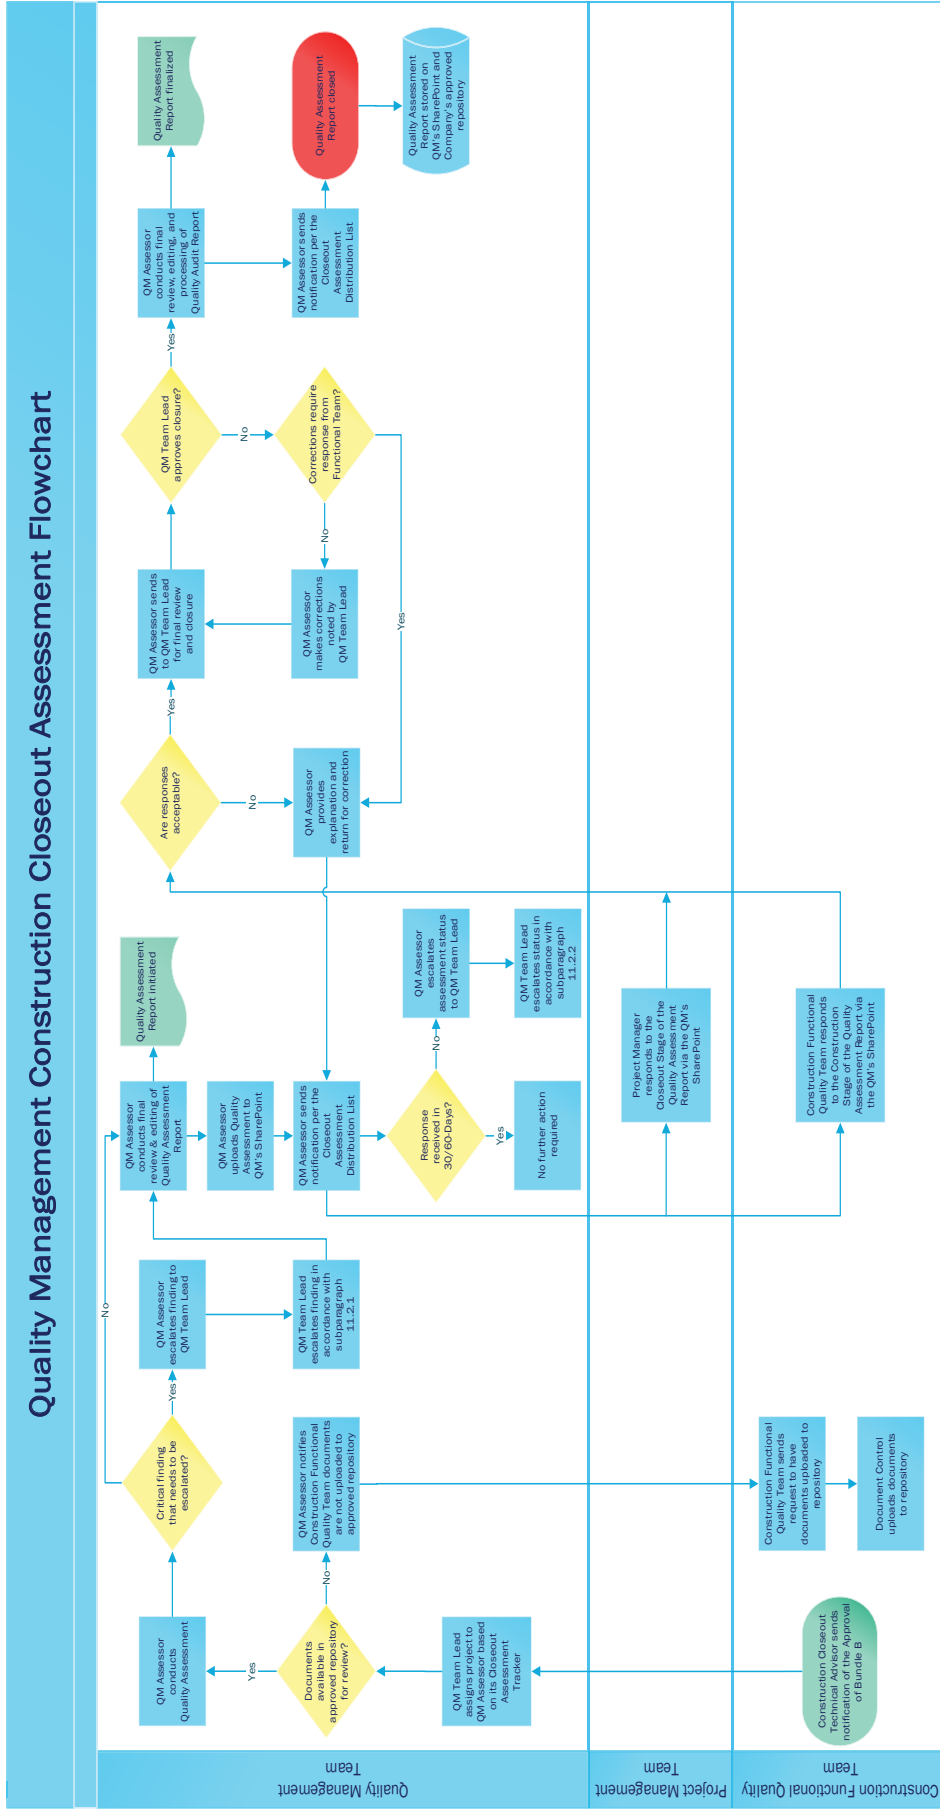 Quality Management Construction Closeout Assessment Flowchart
Quality Management
Team
QM Assessor
conducts
Quality Assessment
Critical finding
that needs to be
escalated?
No
Yes
QM Assessor
escalates finding to
QM Team Lead
QM Team Lead
escalates finding in
accordance with
subparagraph
11.2.1
QM Assessor
conducts final
review & editing of
Quality Assessment
Report
Quality Assessment
Report initiated
QM Assessor
uploads Quality
Assessment to
QM's SharePoint
QM Assessor sends
notification per the
Closeout
Assessment
Distribution List
Response
received in
30/60-Days?
No
Yes
QM Assessor
escalates
assessment status
to QM Team Lead
QM Team Lead
escalates status in
accordance with
subparagraph
11.2.2
No further action
required
Are responses
acceptable?
Yes
No
QM Assessor
provides
explanation and
return for correction
QM Assessor sends
to QM Team Lead
for final review
and closure
QM Assessor
makes corrections
noted by
QM Team Lead
QM Team Lead
approves closure?
Yes
No
Corrections require
response from
Functional Team?
No
Yes
QM Assessor
conducts final
review, editing, and
processing of
Quality Audit Report
Quality Assessment
Report finalized
QM Assessor sends
notification per the
Closeout
Assessment
Distribution List
Quality Assessment
Report closed
Quality Assessment
Report stored on
QM's SharePoint and
Company's approved
repository
Documents
available in
approved repository
for review?
Yes
No
QM Assessor notifies
Construction Functional
Quality Team documents
are not uploaded to
approved repository
QM Team Lead
assigns project to
QM Assessor based
on its Closeout
Assessment
Tracker
Project Management
Team
Project Manager
responds to the
Closeout Stage of the
Quality Assessment
Report via the QM's
SharePoint
Construction Functional Quality
Team
Construction Closeout
Technical Advisor sends
notification of the Approval
of Bundle B
Construction Functional
Quality Team sends
request to have
documents uploaded to
repository
Document Control
uploads documents
to repository
Construction Functional
Quality Team responds
to the Construction
Stage of the Quality
Assessment Report via
the QM's SharePoint